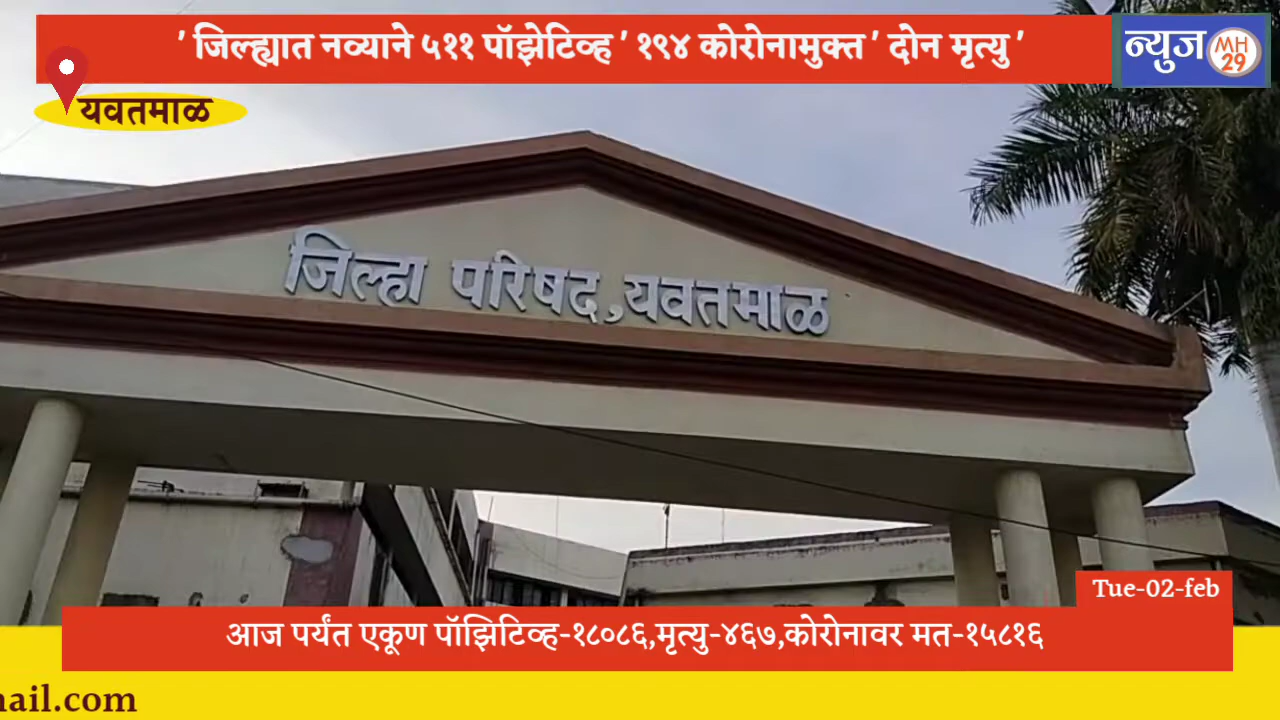 ' जिल्ह्यात नव्याने ५११ पॉझेटिव्ह ' १९४ कोरोनामुक्त ' दोन मृत्यु '
न्युज MH 29
यवतमाळ
जिल्हा परिषद, यवतमाळ
Tue-02-feb
आज पर्यंत एकूण पॉझिटिव्ह-१८०८६,मृत्यु-४६७,कोरोनावर मत-१५८१६
ail.com